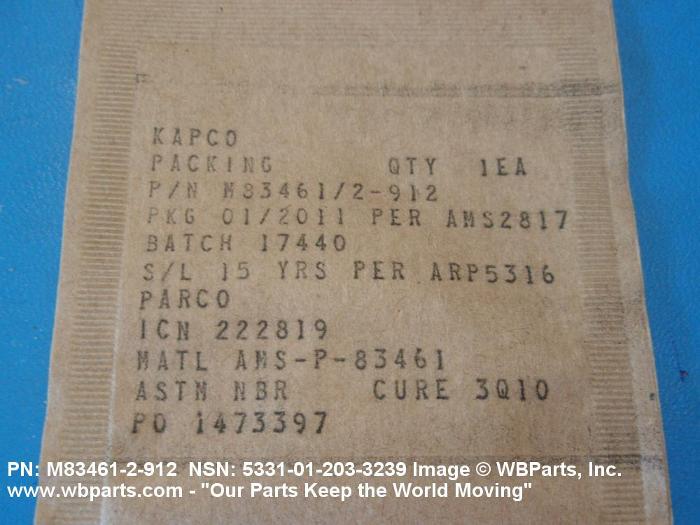 KAPCO
PACKING QTY 1EA
P/N M83461/2-912
PKG 01/2011 PER AMS2817
BATCH 17440
S/L 15 YRS PER ARP5316
PARCO
ICN 222819
MATL AMS-P-83461
ASTM NBR CURE 3Q10
PO 1473397
PN: M83461-2-912 NSN: 5331-01-203-3239 Image © WBParts, Inc.
www.wbparts.com - "Our Parts Keep the World Moving"